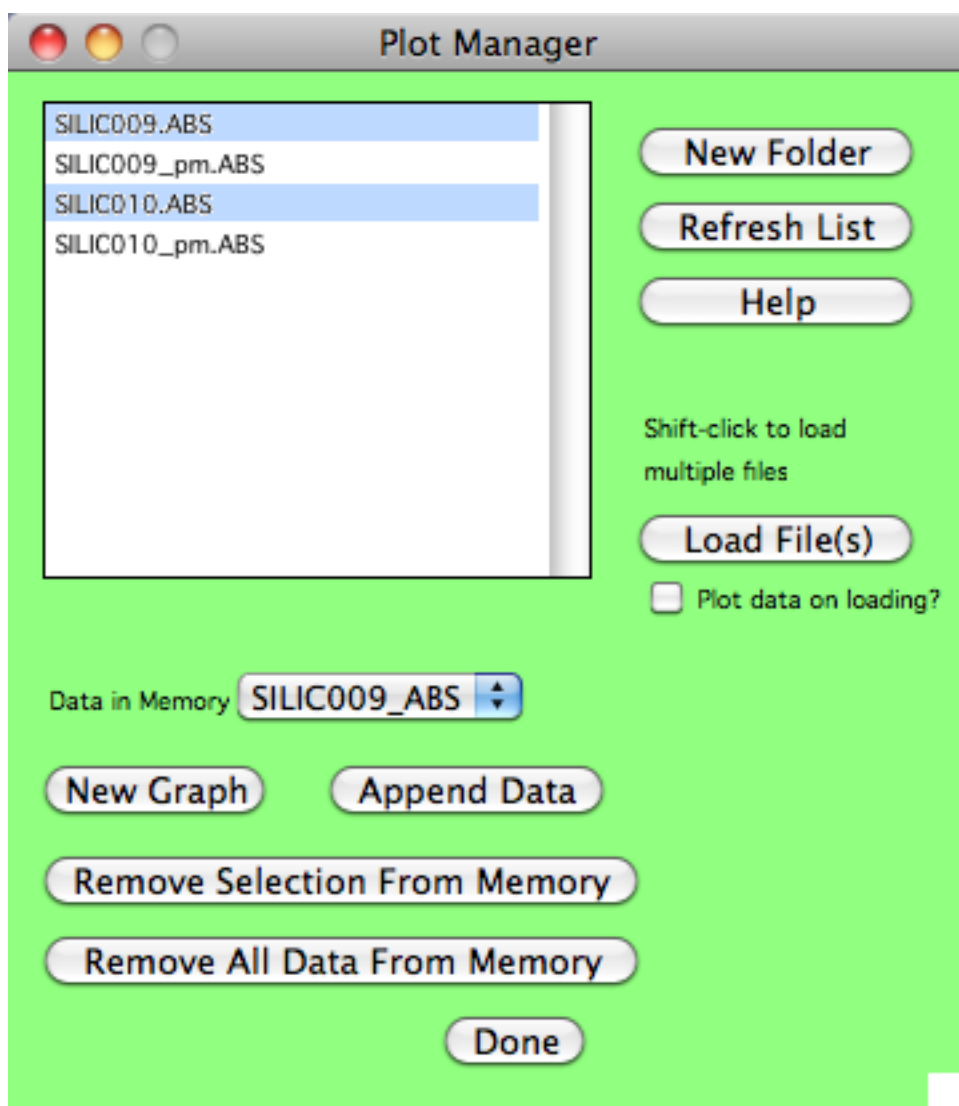 Plot Manager
SILIC009.ABS
SILIC009_pm.ABS
SILIC010.ABS
SILIC010_pm.ABS
New Folder
Refresh List
Help
Shift-click to load
multiple files
Load File(s)
Plot data on loading?
Data in Memory SILIC009_ABS
New Graph Append Data
Remove Selection From Memory
Remove All Data From Memory
Done